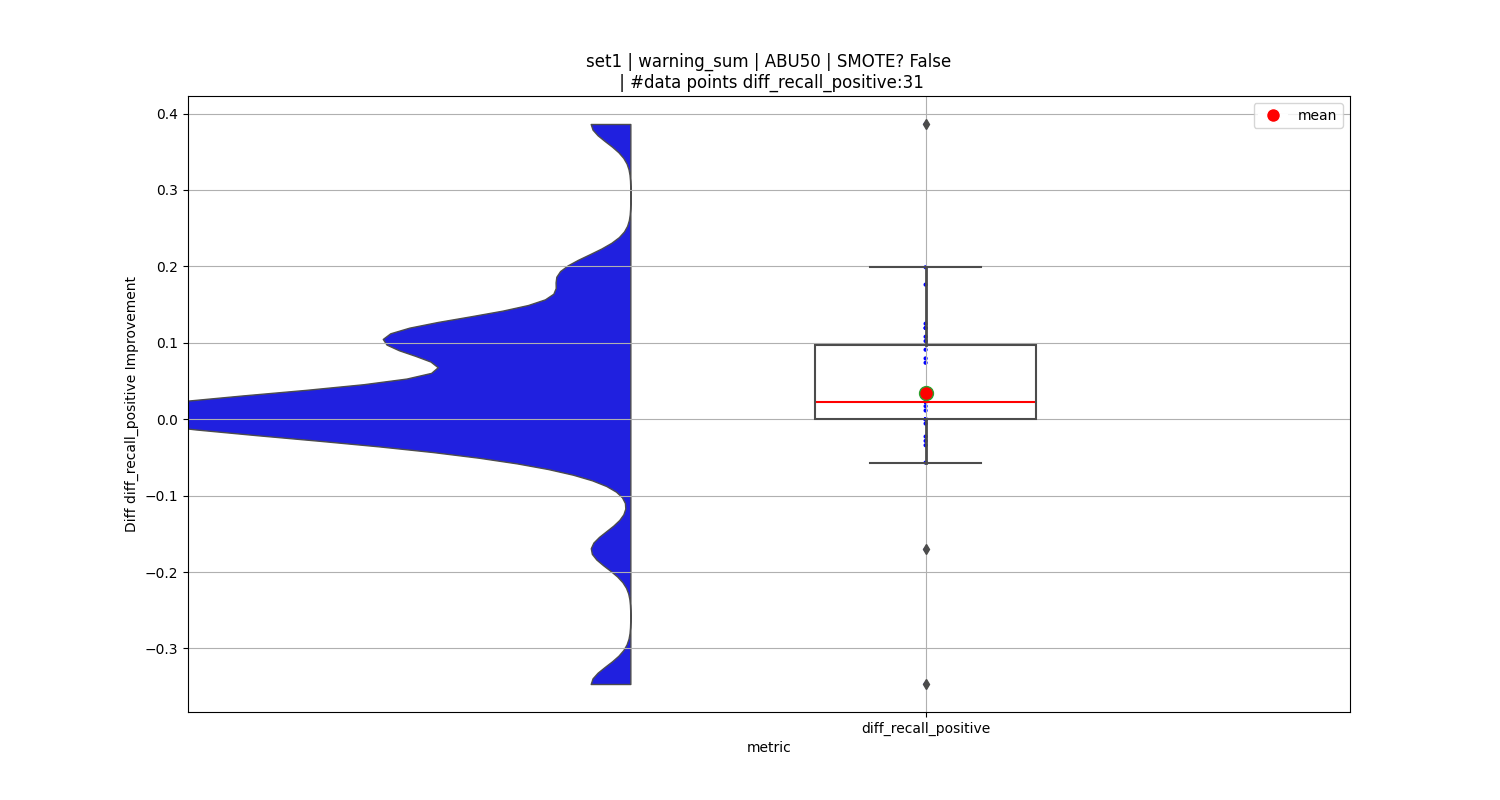 set1 | warning_sum | ABU50 | SMOTE? False
| #data points diff_recall_positive:31
mean
0.4
0.3
0.2
0.1
0.0
−0.1
−0.2
−0.3
Diff diff_recall_positive Improvement
diff_recall_positive
metric